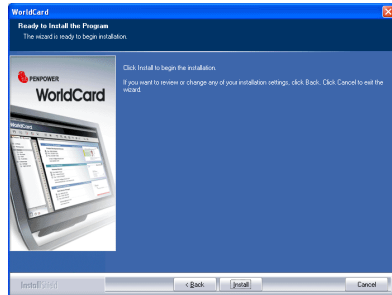 WorldCard
Ready to Install the Program
The wizard is ready to begin installation.
PENPOWER
WorldCard
WorldCard
Click Install to begin the installation.
If you want to review or change any of your installation settings, click Back. Click Cancel to exit the
wizard.
InstallShield
< Back
Install
Cancel